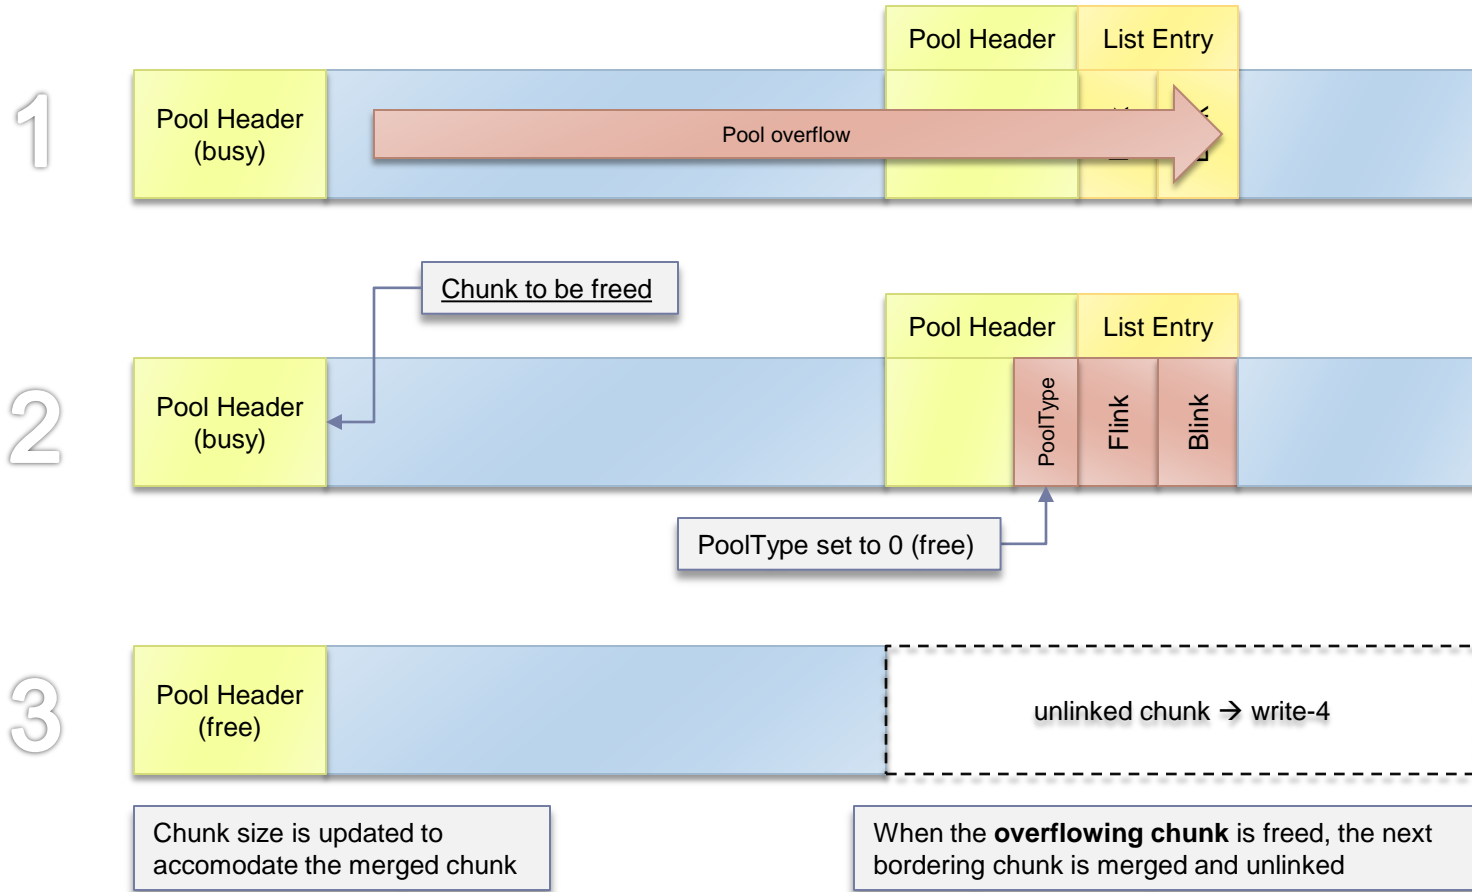 Pool Header
List Entry
1
Pool Header
(busy)
Pool overflow
Chunk to be freed
Pool Header
List Entry
2
Pool Header
(busy)
PoolType
Flink
Blink
PoolType set to 0 (free)
3
Pool Header
(free)
unlinked chunk → write-4
Chunk size is updated to
accomodate the merged chunk
When the overflowing chunk is freed, the next
bordering chunk is merged and unlinked